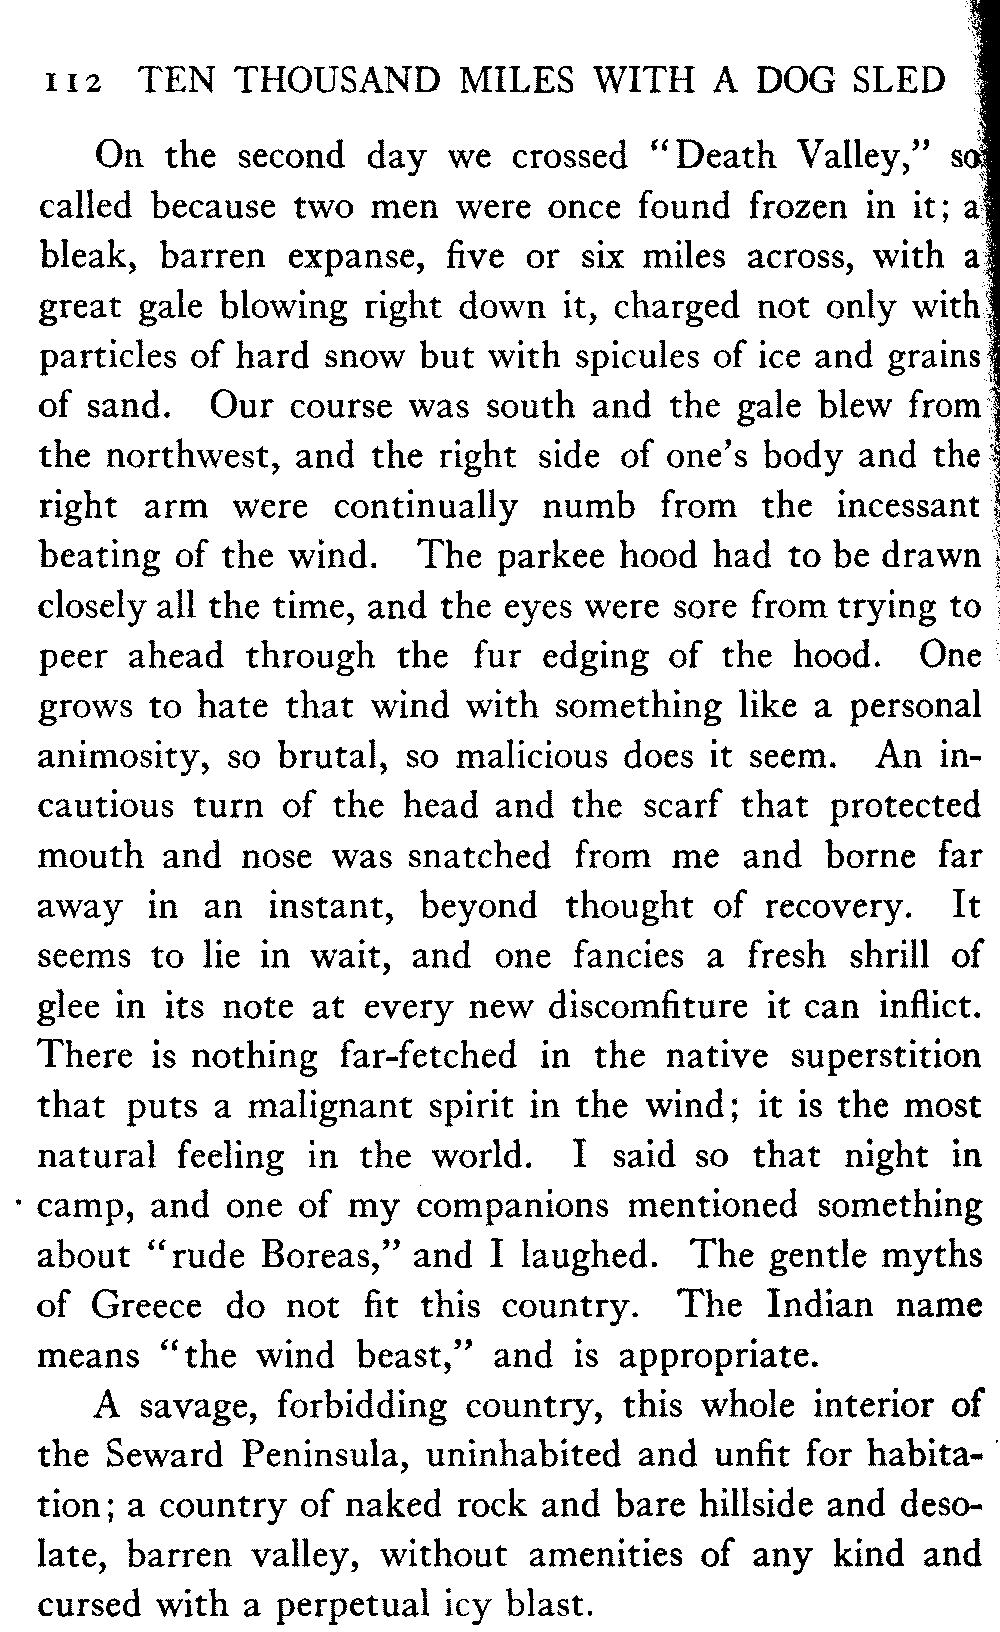 112 TEN THOUSAND MILES WITH A DOG SLED
On the second day we crossed "Death Valley," so
called because two men were once found frozen in it; a
bleak, barren expanse, five or six miles across, with a
great gale blowing right down it, charged not only with
particles of hard snow but with spicules of ice and grains
of sand. Our course was south and the gale blew from
the northwest, and the right side of one's body and the
right arm were continually numb from the incessant
beating of the wind. The parkee hood had to be drawn
closely all the time, and the eyes were sore from trying to
peer ahead through the fur edging of the hood. One
grows to hate that wind with something like a personal
animosity, so brutal, so malicious does it seem. An in-
cautious turn of the head and the scarf that protected
mouth and nose was snatched from me and borne far
away in an instant, beyond thought of recovery. It
seems to lie in wait, and one fancies a fresh shrill of
glee in its note at every new discomfiture it can inflict.
There is nothing far-fetched in the native superstition
that puts a malignant spirit in the wind; it is the most
natural feeling in the world. I said so that night in
camp, and one of my companions mentioned something
about "rude Boreas," and I laughed. The gentle myths
of Greece do not fit this country. The Indian name
means "the wind beast," and is appropriate.
A savage, forbidding country, this whole interior of
the Seward Peninsula, uninhabited and unfit for habita-
tion; a country of naked rock and bare hillside and deso-
late, barren valley, without amenities of any kind and
cursed with a perpetual icy blast.